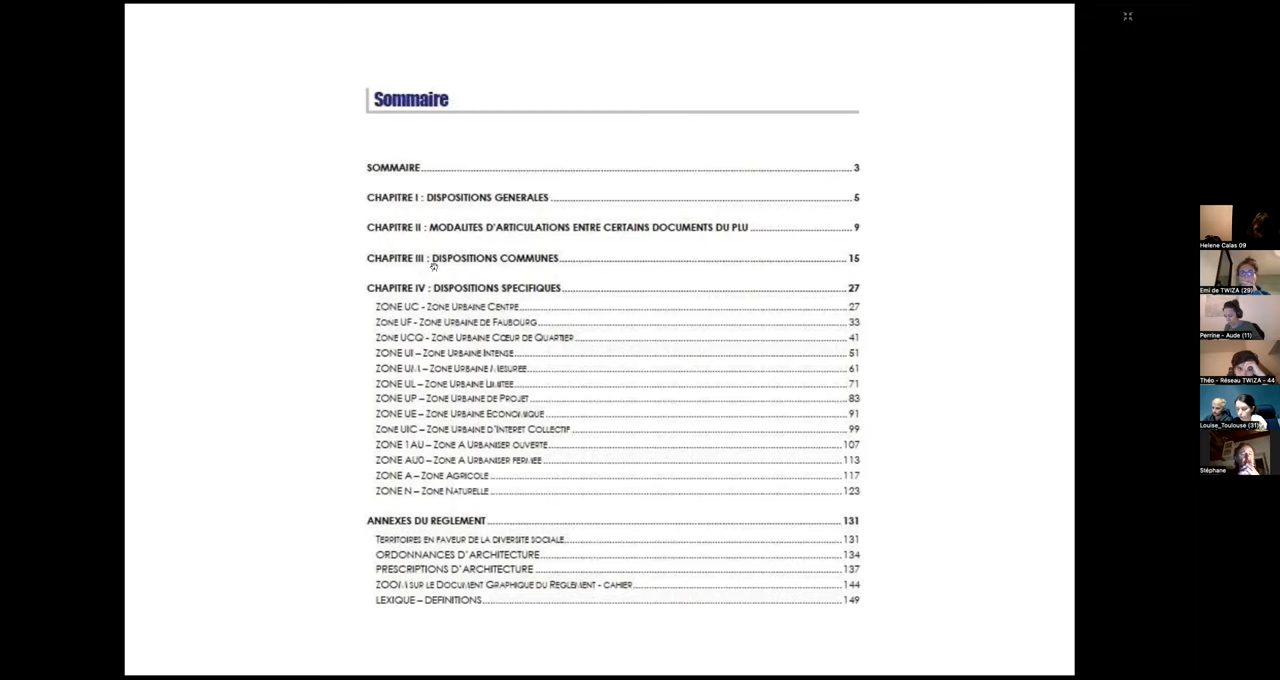 Sommaire
SOMMAIRE 3
CHAPITRE I : DISPOSITIONS GENERALES 5
CHAPITRE II : MODALITES D'ARTICULATIONS ENTRE CERTAINS DOCUMENTS DU PLU 9
CHAPITRE III : DISPOSITIONS COMMUNES 15
CHAPITRE IV : DISPOSITIONS SPECIFIQUES 27
ZONE UC - ZONE URBAINE CENTRE 27
ZONE UF - ZONE URBAINE DE FAUBOURG 33
ZONE UCQ - ZONE URBAINE CŒUR DE QUARTIER 41
ZONE UI – ZONE URBAINE INTENSE 51
ZONE UM – ZONE URBAINE MESUREE 61
ZONE UL – ZONE URBAINE LIMITEE 71
ZONE UP – ZONE URBAINE DE PROJET 83
ZONE UE – ZONE URBAINE ECONOMIQUE 91
ZONE UIC – ZONE URBAINE D'INTERET COLLECTIF 99
ZONE 1AU – ZONE A URBANISER OUVERTE 107
ZONE AU0 – ZONE A URBANISER FERMEE 113
ZONE A – ZONE AGRICOLE 117
ZONE N – ZONE NATURELLE 123
ANNEXES DU REGLEMENT 131
TERRITOIRES EN FAVEUR DE LA DIVERSITE SOCIALE 131
ORDONNANCES D'ARCHITECTURE 134
PRESCRIPTIONS D'ARCHITECTURE 137
ZOOM SUR LE DOCUMENT GRAPHIQUE DU REGLEMENT - CAHIER 144
LEXIQUE – DEFINITIONS 149
Helene Calas 09
Emi de TWIZA (29)
Perrine - Aude (11)
Théo - Réseau TWIZA - 44
Louise_Toulouse (31)
Stéphane